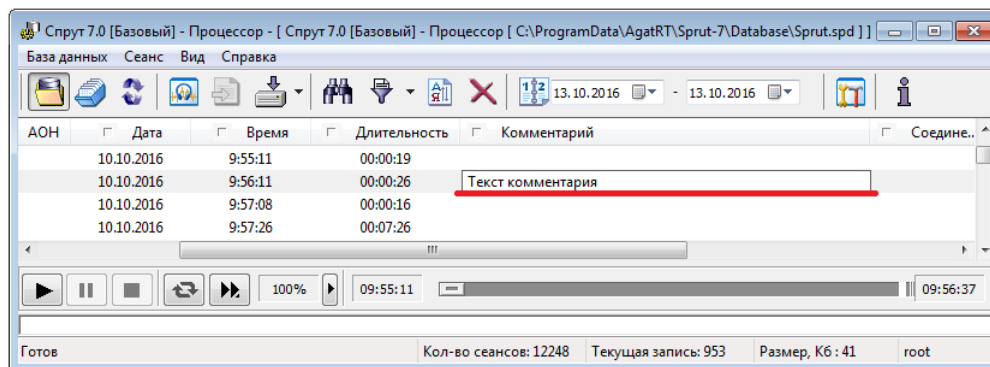 Спрут 7.0 [Базовый] - Процессор - [ Спрут 7.0 [Базовый] - Процессор [ C:\ProgramData\AgatRT\Sprut-7\Database\Sprut.spd ] ]
База данных Сеанс Вид Справка
13.10.2016 - 13.10.2016
АОН Дата Время Длительность Комментарий Соедине..
10.10.2016 9:55:11 00:00:19
10.10.2016 9:56:11 00:00:26 Текст комментария
10.10.2016 9:57:08 00:00:16
10.10.2016 9:57:26 00:07:26
100% 09:55:11 09:56:37
Готов Кол-во сеансов: 12248 Текущая запись: 953 Размер, Кб : 41 root